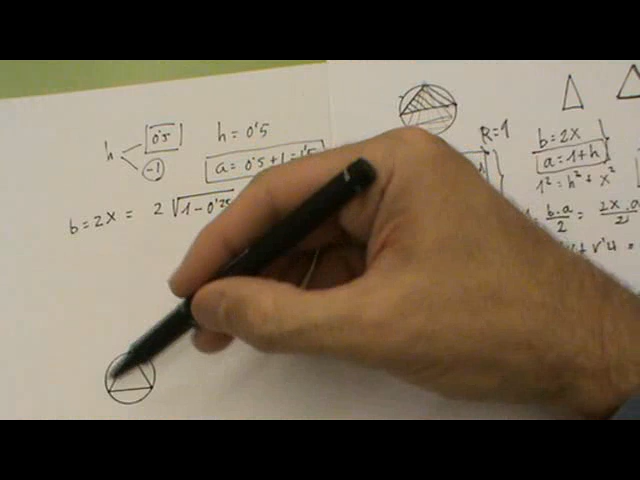 h 0'5 -1
h = 0'5
a = 0'5 + 1 = 1'5
b = 2x = 2 √1 - 0'2
R=1
b = 2x
a = 1 + h
1² = h² + x²
= b·a/2 = 2x·a/2